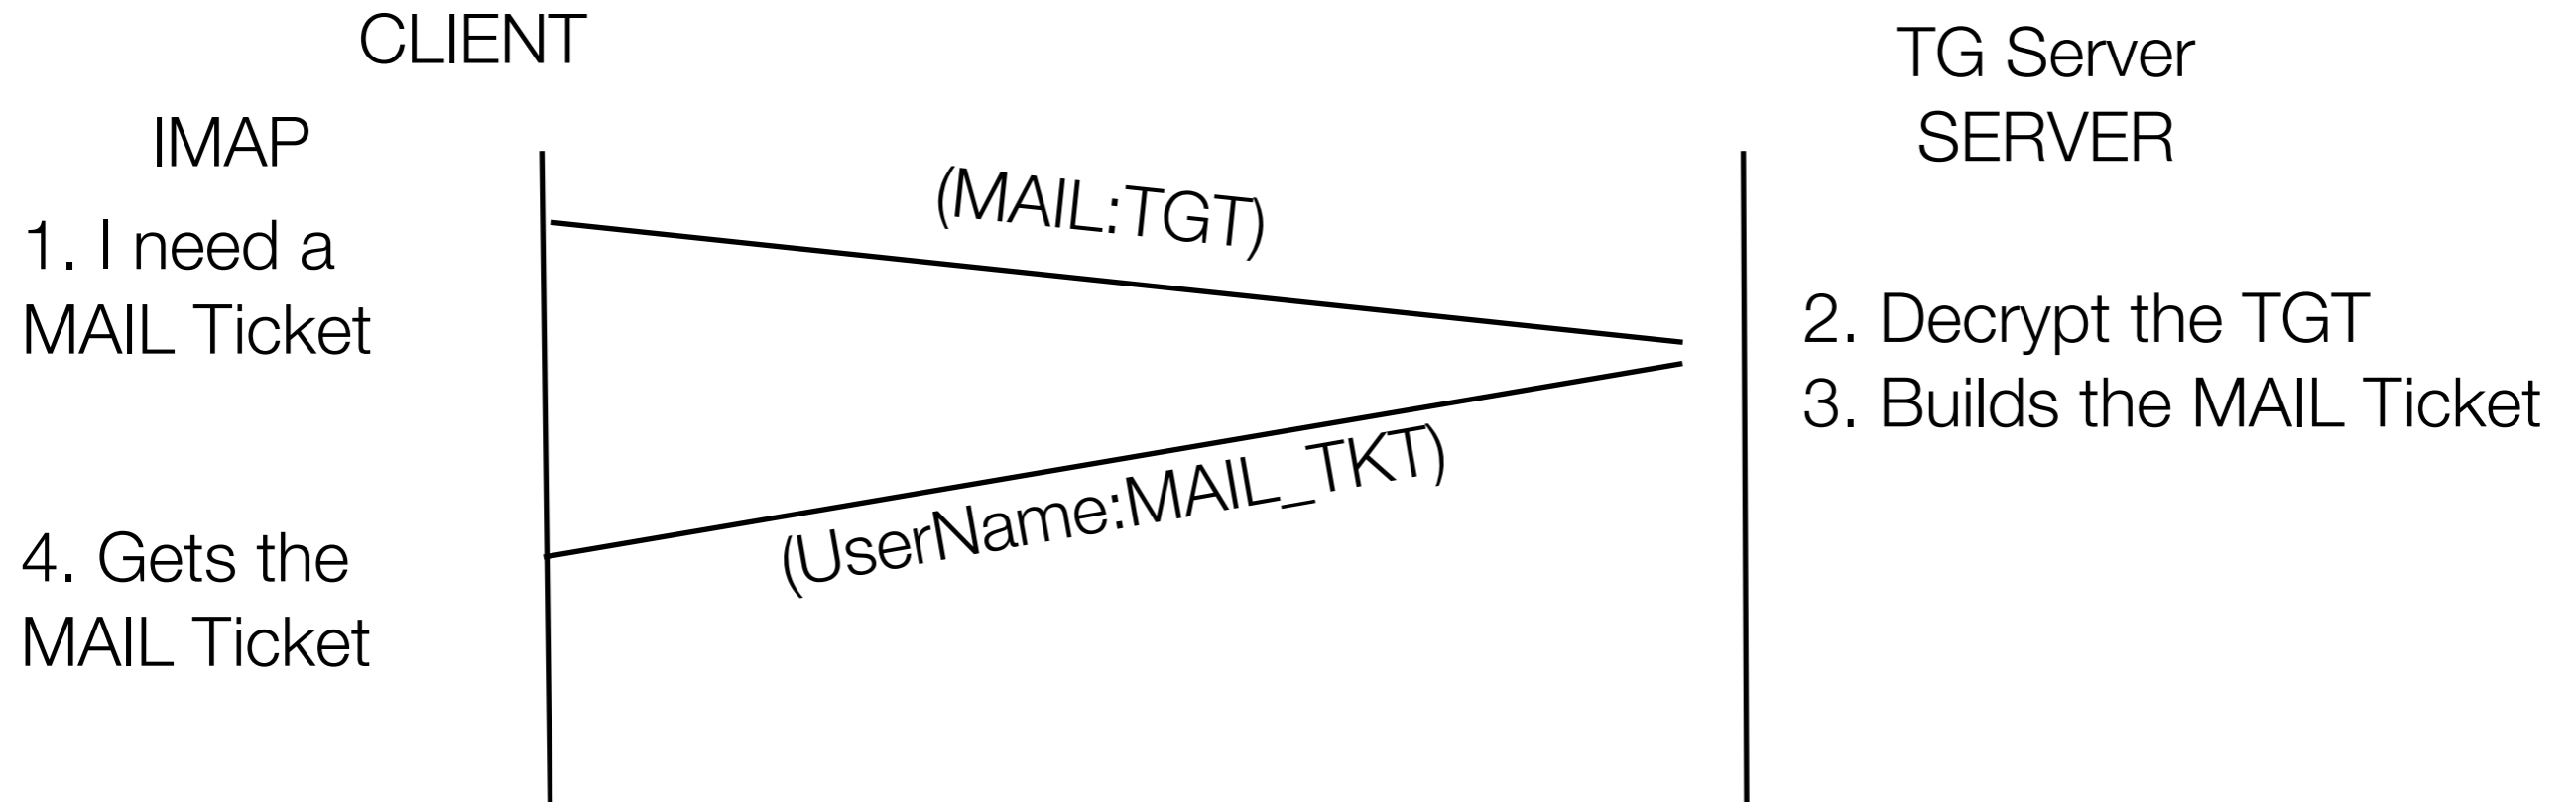 CLIENT
TG Server
SERVER
IMAP
(MAIL:TGT)
1. I need a
MAIL Ticket
2. Decrypt the TGT
3. Builds the MAIL Ticket
(UserName:MAIL_TKT)
4. Gets the
MAIL Ticket